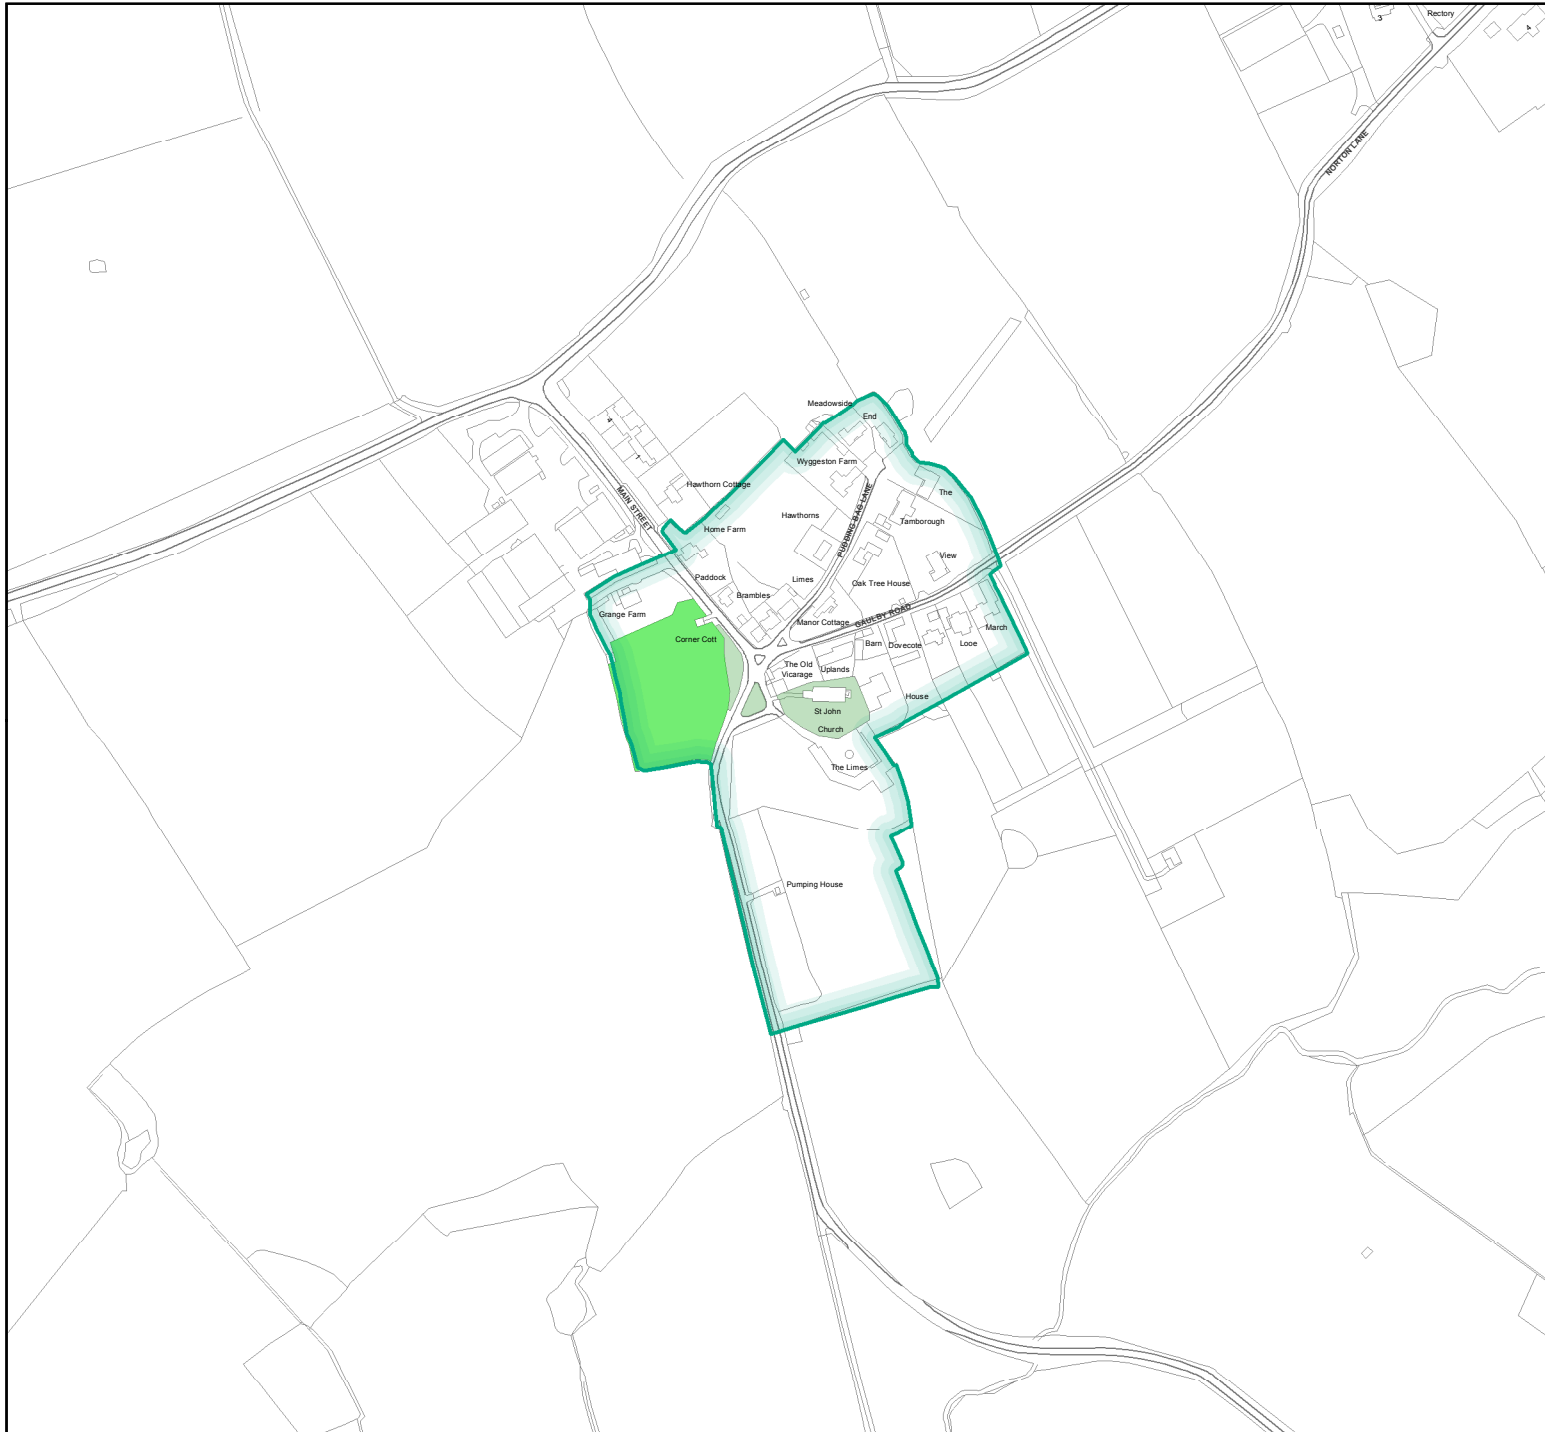 Rectory
3
4
NORTON LANE
Meadowside
End
4
1
Wyggeston Farm
Hawthorn Cottage
The
MAIN STREET
Hawthorns
PUDDING BAG LANE
Tamborough
Home Farm
View
Paddock
Limes
Oak Tree House
Brambles
Grange Farm
GAULBY ROAD
Manor Cottage
March
Corner Cott
Barn
Dovecote
Looe
The Old
Vicarage
Uplands
House
St John
Church
The Limes
Pumping House